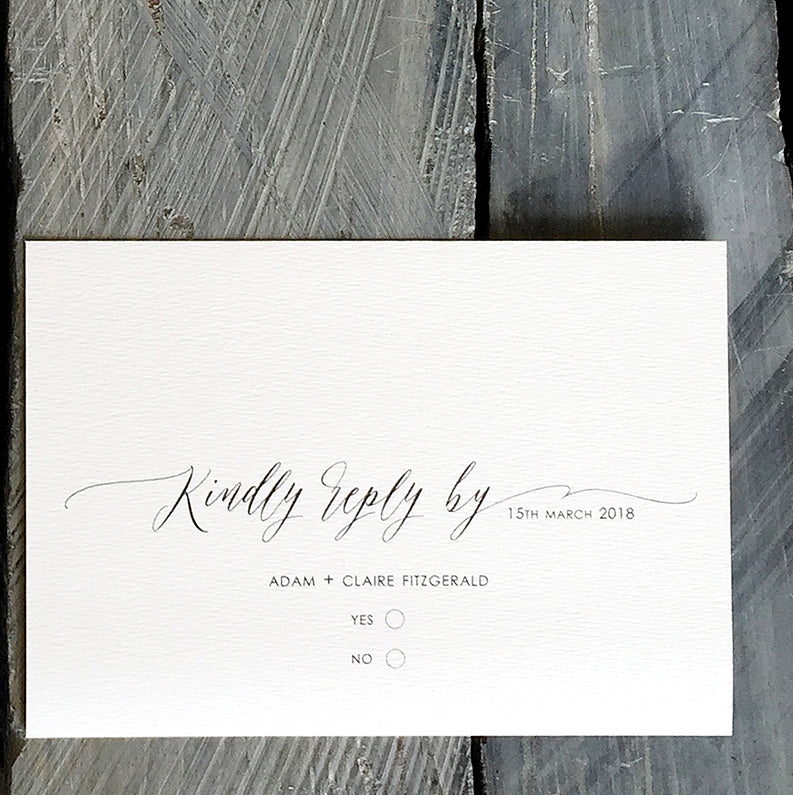 Kindly reply by 15TH MARCH 2018
ADAM + CLAIRE FITZGERALD
YES
NO